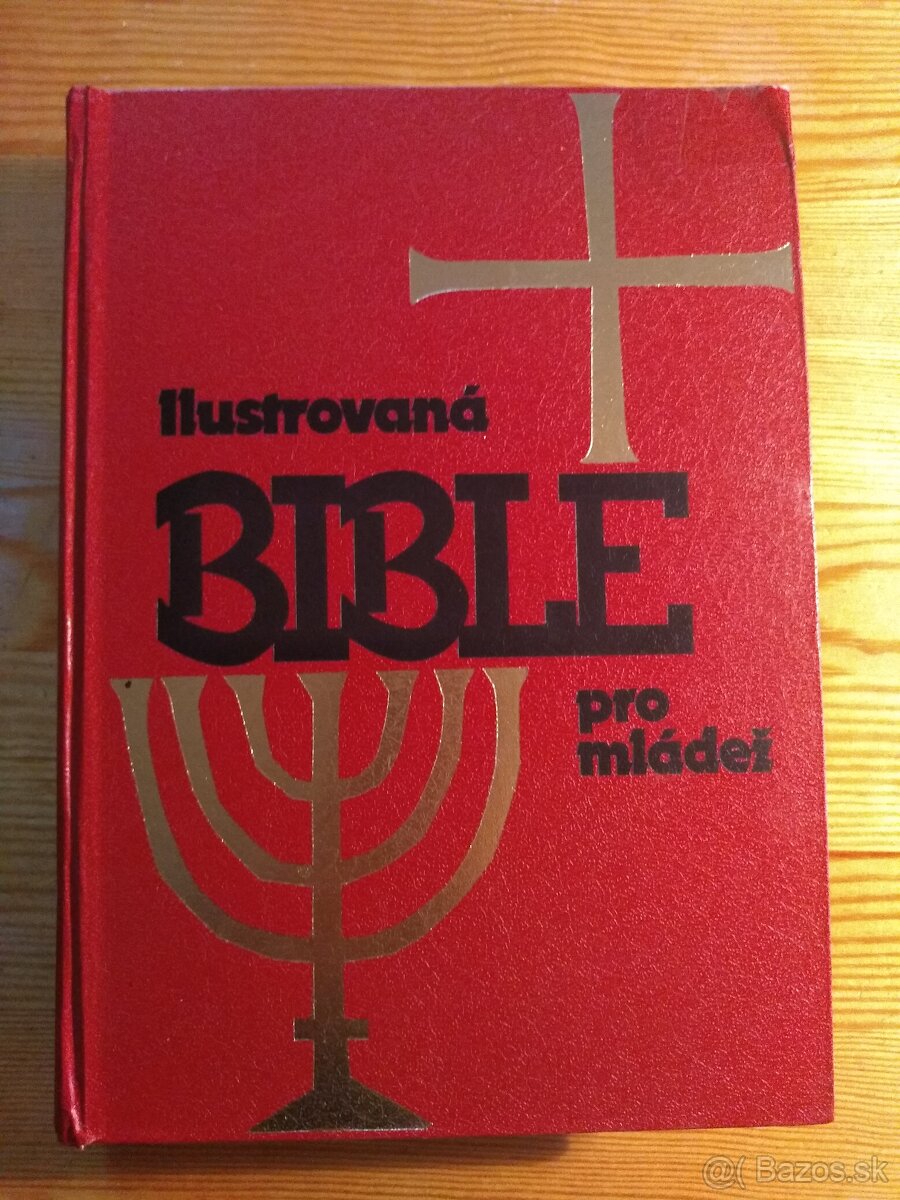 Ilustrovaná
BIBLE
pro
mládež
@( Bazos.sk